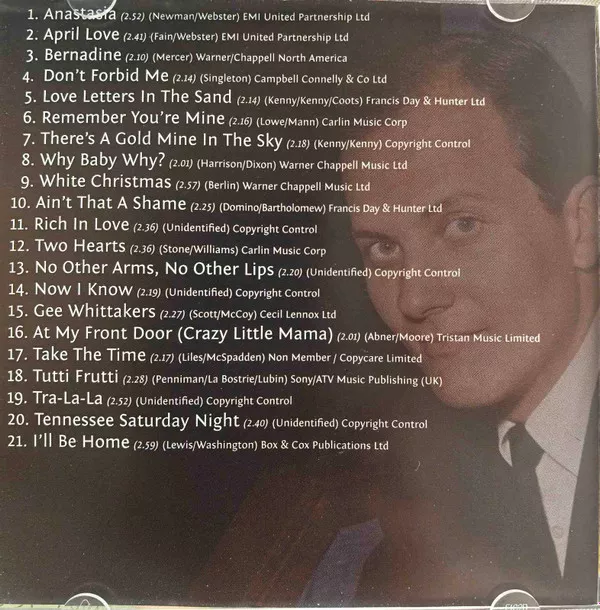 1. Anastasia (2.52) (Newman/Webster) EMI United Partnership Ltd
2. April Love (2.41) (Fain/Webster) EMI United Partnership Ltd
3. Bernadine (2.10) (Mercer) Warner/Chappell North America
4. Don't Forbid Me (2.14) (Singleton) Campbell Connelly & Co Ltd
5. Love Letters In The Sand (2.14) (Kenny/Kenny/Coots) Francis Day & Hunter Ltd
6. Remember You're Mine (2.16) (Lowe/Mann) Carlin Music Corp
7. There's A Gold Mine In The Sky (2.18) (Kenny/Kenny) Copyright Control
8. Why Baby Why? (2.01) (Harrison/Dixon) Warner Chappell Music Ltd
9. White Christmas (2.57) (Berlin) Warner Chappell Music Ltd
10. Ain't That A Shame (2.25) (Domino/Bartholomew) Francis Day & Hunter Ltd
11. Rich In Love (2.36) (Unidentified) Copyright Control
12. Two Hearts (2.36) (Stone/Williams) Carlin Music Corp
13. No Other Arms, No Other Lips (2.20) (Unidentified) Copyright Control
14. Now I Know (2.19) (Unidentified) Copyright Control
15. Gee Whittakers (2.27) (Scott/McCoy) Cecil Lennox Ltd
16. At My Front Door (Crazy Little Mama) (2.01) (Abner/Moore) Tristan Music Limited
17. Take The Time (2.17) (Liles/McSpadden) Non Member / Copycare Limited
18. Tutti Frutti (2.28) (Penniman/La Bostrie/Lubin) Sony/ATV Music Publishing (UK)
19. Tra-La-La (2.52) (Unidentified) Copyright Control
20. Tennessee Saturday Night (2.40) (Unidentified) Copyright Control
21. I'll Be Home (2.59) (Lewis/Washington) Box & Cox Publications Ltd